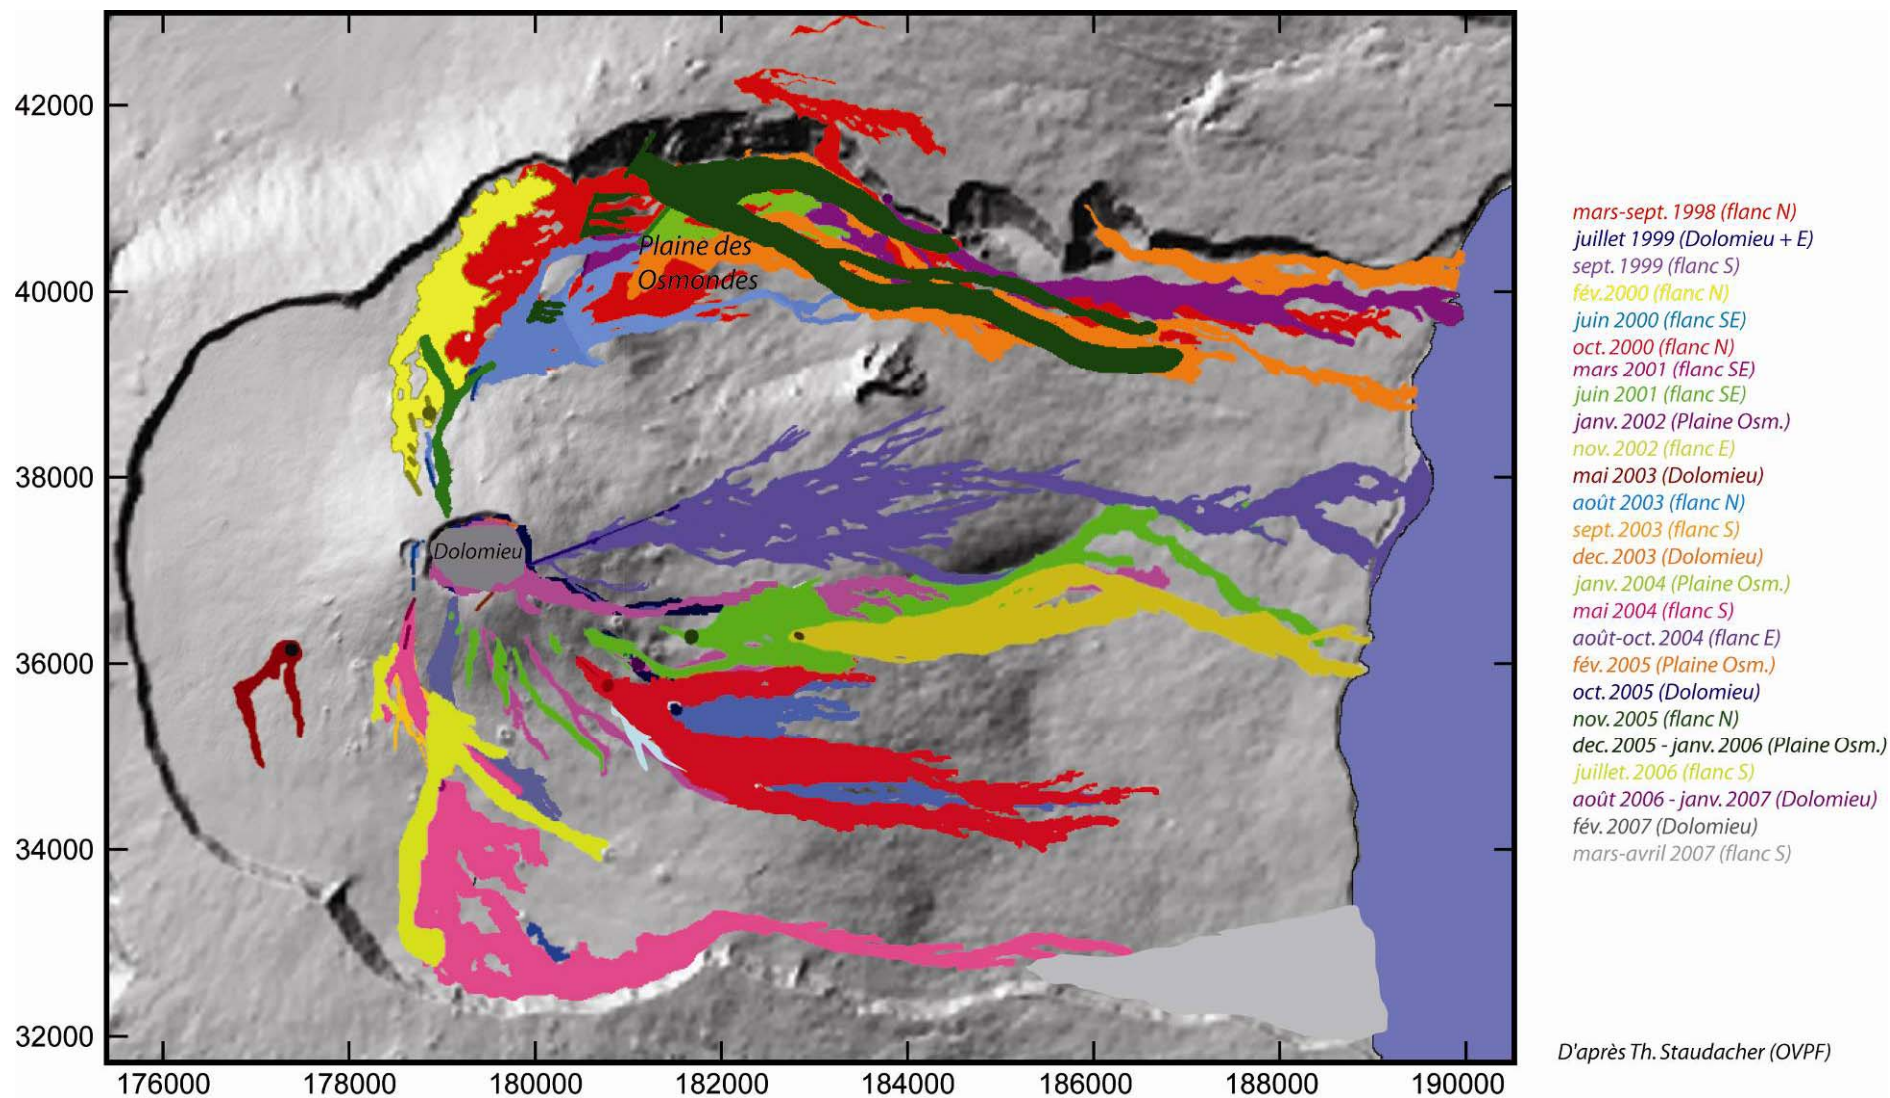 42000
40000
38000
36000
34000
32000
176000 178000 180000 182000 184000 186000 188000 190000
Plaine des
Osmondes
Dolomieu
mars-sept. 1998 (flanc N)
juillet 1999 (Dolomieu + E)
sept. 1999 (flanc S)
fév.2000 (flanc N)
juin 2000 (flanc SE)
oct. 2000 (flanc N)
mars 2001 (flanc SE)
juin 2001 (flanc SE)
janv. 2002 (Plaine Osm.)
nov. 2002 (flanc E)
mai 2003 (Dolomieu)
août 2003 (flanc N)
sept. 2003 (flanc S)
dec. 2003 (Dolomieu)
janv. 2004 (Plaine Osm.)
mai 2004 (flanc S)
août-oct. 2004 (flanc E)
fév. 2005 (Plaine Osm.)
oct. 2005 (Dolomieu)
nov. 2005 (flanc N)
dec. 2005 - janv. 2006 (Plaine Osm.)
juillet. 2006 (flanc S)
août 2006 - janv. 2007 (Dolomieu)
fév. 2007 (Dolomieu)
mars-avril 2007 (flanc S)
D'après Th. Staudacher (OVPF)